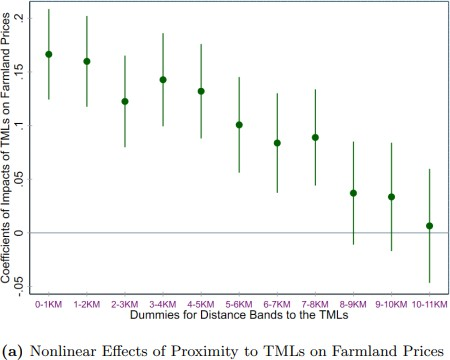 Coefficients of Impacts of TMLs on Farmland Prices
.2
.15
.1
.05
0
-.05
0-1KM 1-2KM 2-3KM 3-4KM 4-5KM 5-6KM 6-7KM 7-8KM 8-9KM 9-10KM 10-11KM
Dummies for Distance Bands to the TMLs
(a) Nonlinear Effects of Proximity to TMLs on Farmland Prices